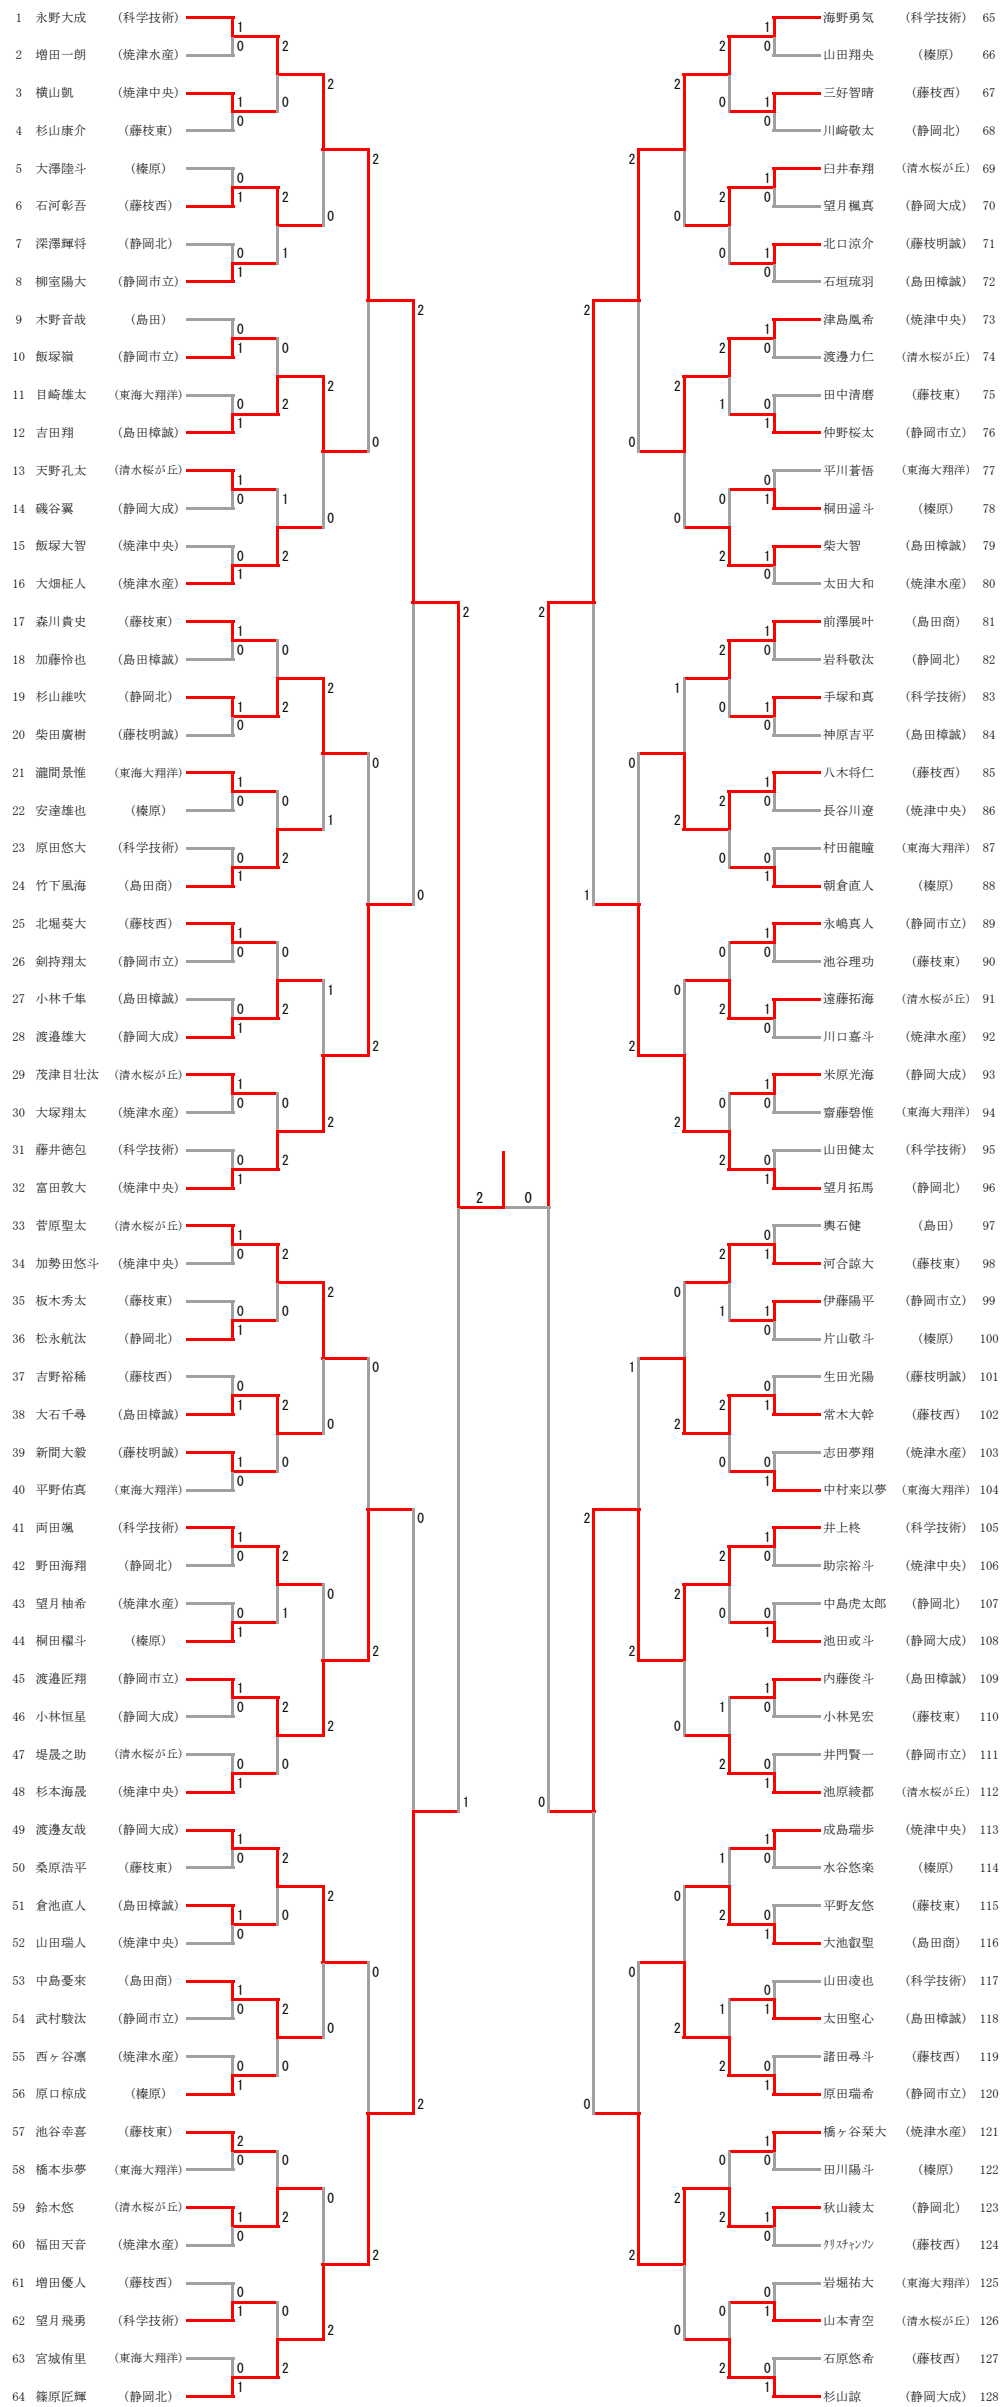 1 永野大成 (科学技術)
2 増田一朗 (焼津水産)
3 横山凱 (焼津中央)
4 杉山康介 (藤枝東)
5 大澤陸斗 (榛原)
6 石河彰吾 (藤枝西)
7 深澤輝将 (静岡北)
8 柳室陽大 (静岡市立)
9 木野音哉 (島田)
10 飯塚嶺 (静岡市立)
11 目崎雄太 (東海大翔洋)
12 吉田翔 (島田樟誠)
13 天野孔太 (清水桜が丘)
14 磯谷翼 (静岡大成)
15 飯塚大智 (焼津中央)
16 大畑柾人 (焼津水産)
17 森川貴史 (藤枝東)
18 加藤怜也 (島田樟誠)
19 杉山維吹 (静岡北)
20 柴田廣樹 (藤枝明誠)
21 瀧間景惟 (東海大翔洋)
22 安達雄也 (榛原)
23 原田悠大 (科学技術)
24 竹下風海 (島田商)
25 北堀葵大 (藤枝西)
26 剣持翔太 (静岡市立)
27 小林千隼 (島田樟誠)
28 渡邉雄大 (静岡大成)
29 茂津目壮汰 (清水桜が丘)
30 大塚翔太 (焼津水産)
31 藤井徳包 (科学技術)
32 富田敦大 (焼津中央)
33 菅原聖太 (清水桜が丘)
34 加勢田悠斗 (焼津中央)
35 板木秀太 (藤枝東)
36 松永航汰 (静岡北)
37 吉野裕稀 (藤枝西)
38 大石千尋 (島田樟誠)
39 新間大毅 (藤枝明誠)
40 平野佑真 (東海大翔洋)
41 両田颯 (科学技術)
42 野田海翔 (静岡北)
43 望月柚希 (焼津水産)
44 桐田櫂斗 (榛原)
45 渡邉匠翔 (静岡市立)
46 小林恒星 (静岡大成)
47 堤晟之助 (清水桜が丘)
48 杉本海晟 (焼津中央)
49 渡邊友哉 (静岡大成)
50 桑原浩平 (藤枝東)
51 倉池直人 (島田樟誠)
52 山田瑞人 (焼津中央)
53 中島憂來 (島田商)
54 武村駿汰 (静岡市立)
55 西ヶ谷凛 (焼津水産)
56 原口椋成 (榛原)
57 池谷幸喜 (藤枝東)
58 橋本歩夢 (東海大翔洋)
59 鈴木悠 (清水桜が丘)
60 福田天音 (焼津水産)
61 増田優人 (藤枝西)
62 望月飛勇 (科学技術)
63 宮城侑里 (東海大翔洋)
64 篠原匠輝 (静岡北)
海野勇気 (科学技術) 65
山田翔央 (榛原) 66
三好智晴 (藤枝西) 67
川﨑敬太 (静岡北) 68
臼井春翔 (清水桜が丘) 69
望月楓真 (静岡大成) 70
北口涼介 (藤枝明誠) 71
石垣琉羽 (島田樟誠) 72
津島凰希 (焼津中央) 73
渡邊力仁 (清水桜が丘) 74
田中清磨 (藤枝東) 75
仲野桜太 (静岡市立) 76
平川蒼悟 (東海大翔洋) 77
桐田遥斗 (榛原) 78
柴大智 (島田樟誠) 79
太田大和 (焼津水産) 80
前澤展叶 (島田商) 81
岩科敬汰 (静岡北) 82
手塚和真 (科学技術) 83
神原吉平 (島田樟誠) 84
八木将仁 (藤枝西) 85
長谷川遼 (焼津中央) 86
村田龍瞳 (東海大翔洋) 87
朝倉直人 (榛原) 88
永嶋真人 (静岡市立) 89
池谷理功 (藤枝東) 90
遠藤拓海 (清水桜が丘) 91
川口嘉斗 (焼津水産) 92
米原光海 (静岡大成) 93
齋藤碧惟 (東海大翔洋) 94
山田健太 (科学技術) 95
望月拓馬 (静岡北) 96
輿石健 (島田) 97
河合諒大 (藤枝東) 98
伊藤陽平 (静岡市立) 99
片山敬斗 (榛原) 100
生田光陽 (藤枝明誠) 101
常木大幹 (藤枝西) 102
志田夢翔 (焼津水産) 103
中村来以夢 (東海大翔洋) 104
井上柊 (科学技術) 105
助宗裕斗 (焼津中央) 106
中島虎太郎 (静岡北) 107
池田或斗 (静岡大成) 108
内藤俊斗 (島田樟誠) 109
小林晃宏 (藤枝東) 110
井門賢一 (静岡市立) 111
池原綾都 (清水桜が丘) 112
成島瑞歩 (焼津中央) 113
水谷悠楽 (榛原) 114
平野友悠 (藤枝東) 115
大池叡聖 (島田商) 116
山田凌也 (科学技術) 117
太田堅心 (島田樟誠) 118
諸田尋斗 (藤枝西) 119
原田瑞希 (静岡市立) 120
橋ヶ谷栞大 (焼津水産) 121
田川陽斗 (榛原) 122
秋山綾太 (静岡北) 123
クリスチャンソン (藤枝西) 124
岩堀祐大 (東海大翔洋) 125
山本青空 (清水桜が丘) 126
石原悠希 (藤枝西) 127
杉山諒 (静岡大成) 128